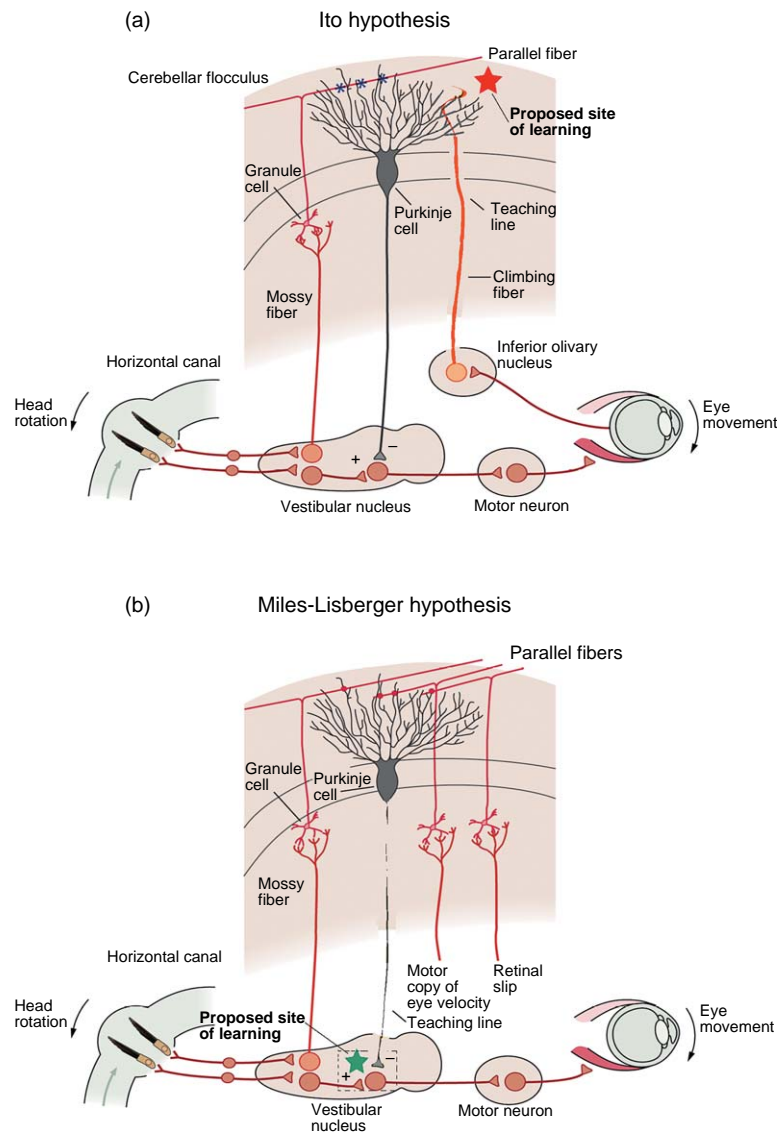 (a)
Ito hypothesis
Parallel fiber
Cerebellar flocculus
Proposed site
of learning
Granule
cell
Purkinje
cell
Teaching
line
Climbing
fiber
Mossy
fiber
Inferior olivary
nucleus
Horizontal canal
Head
rotation
Eye
movement
–
+
Vestibular nucleus
Motor neuron
(b)
Miles-Lisberger hypothesis
Parallel fibers
Granule
cell
Purkinje
cell
Mossy
fiber
Horizontal canal
Motor
copy of
eye velocity
Retinal
slip
Head
rotation
Proposed site
of learning
Teaching line
Eye
movement
–
+
Vestibular
nucleus
Motor neuron